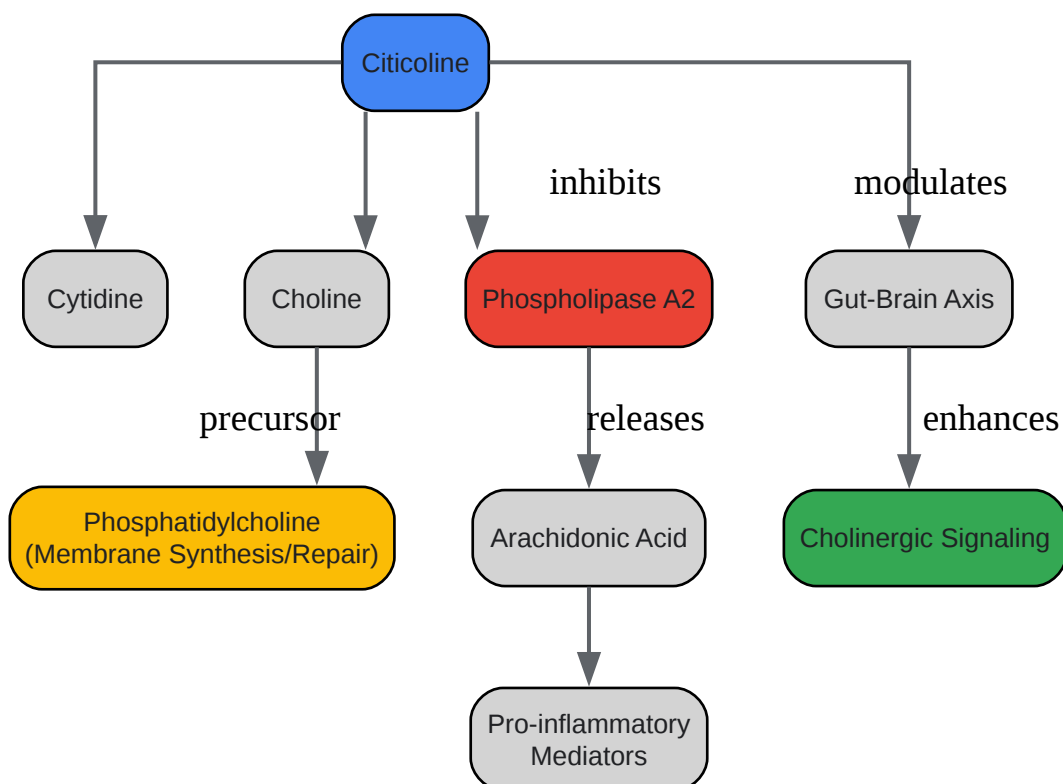 Citicoline
inhibits
modulates
Cytidine
Choline
Phospholipase A2
Gut-Brain Axis
precursor
releases
enhances
Phosphatidylcholine
(Membrane Synthesis/Repair)
Arachidonic Acid
Cholinergic Signaling
Pro-inflammatory
Mediators